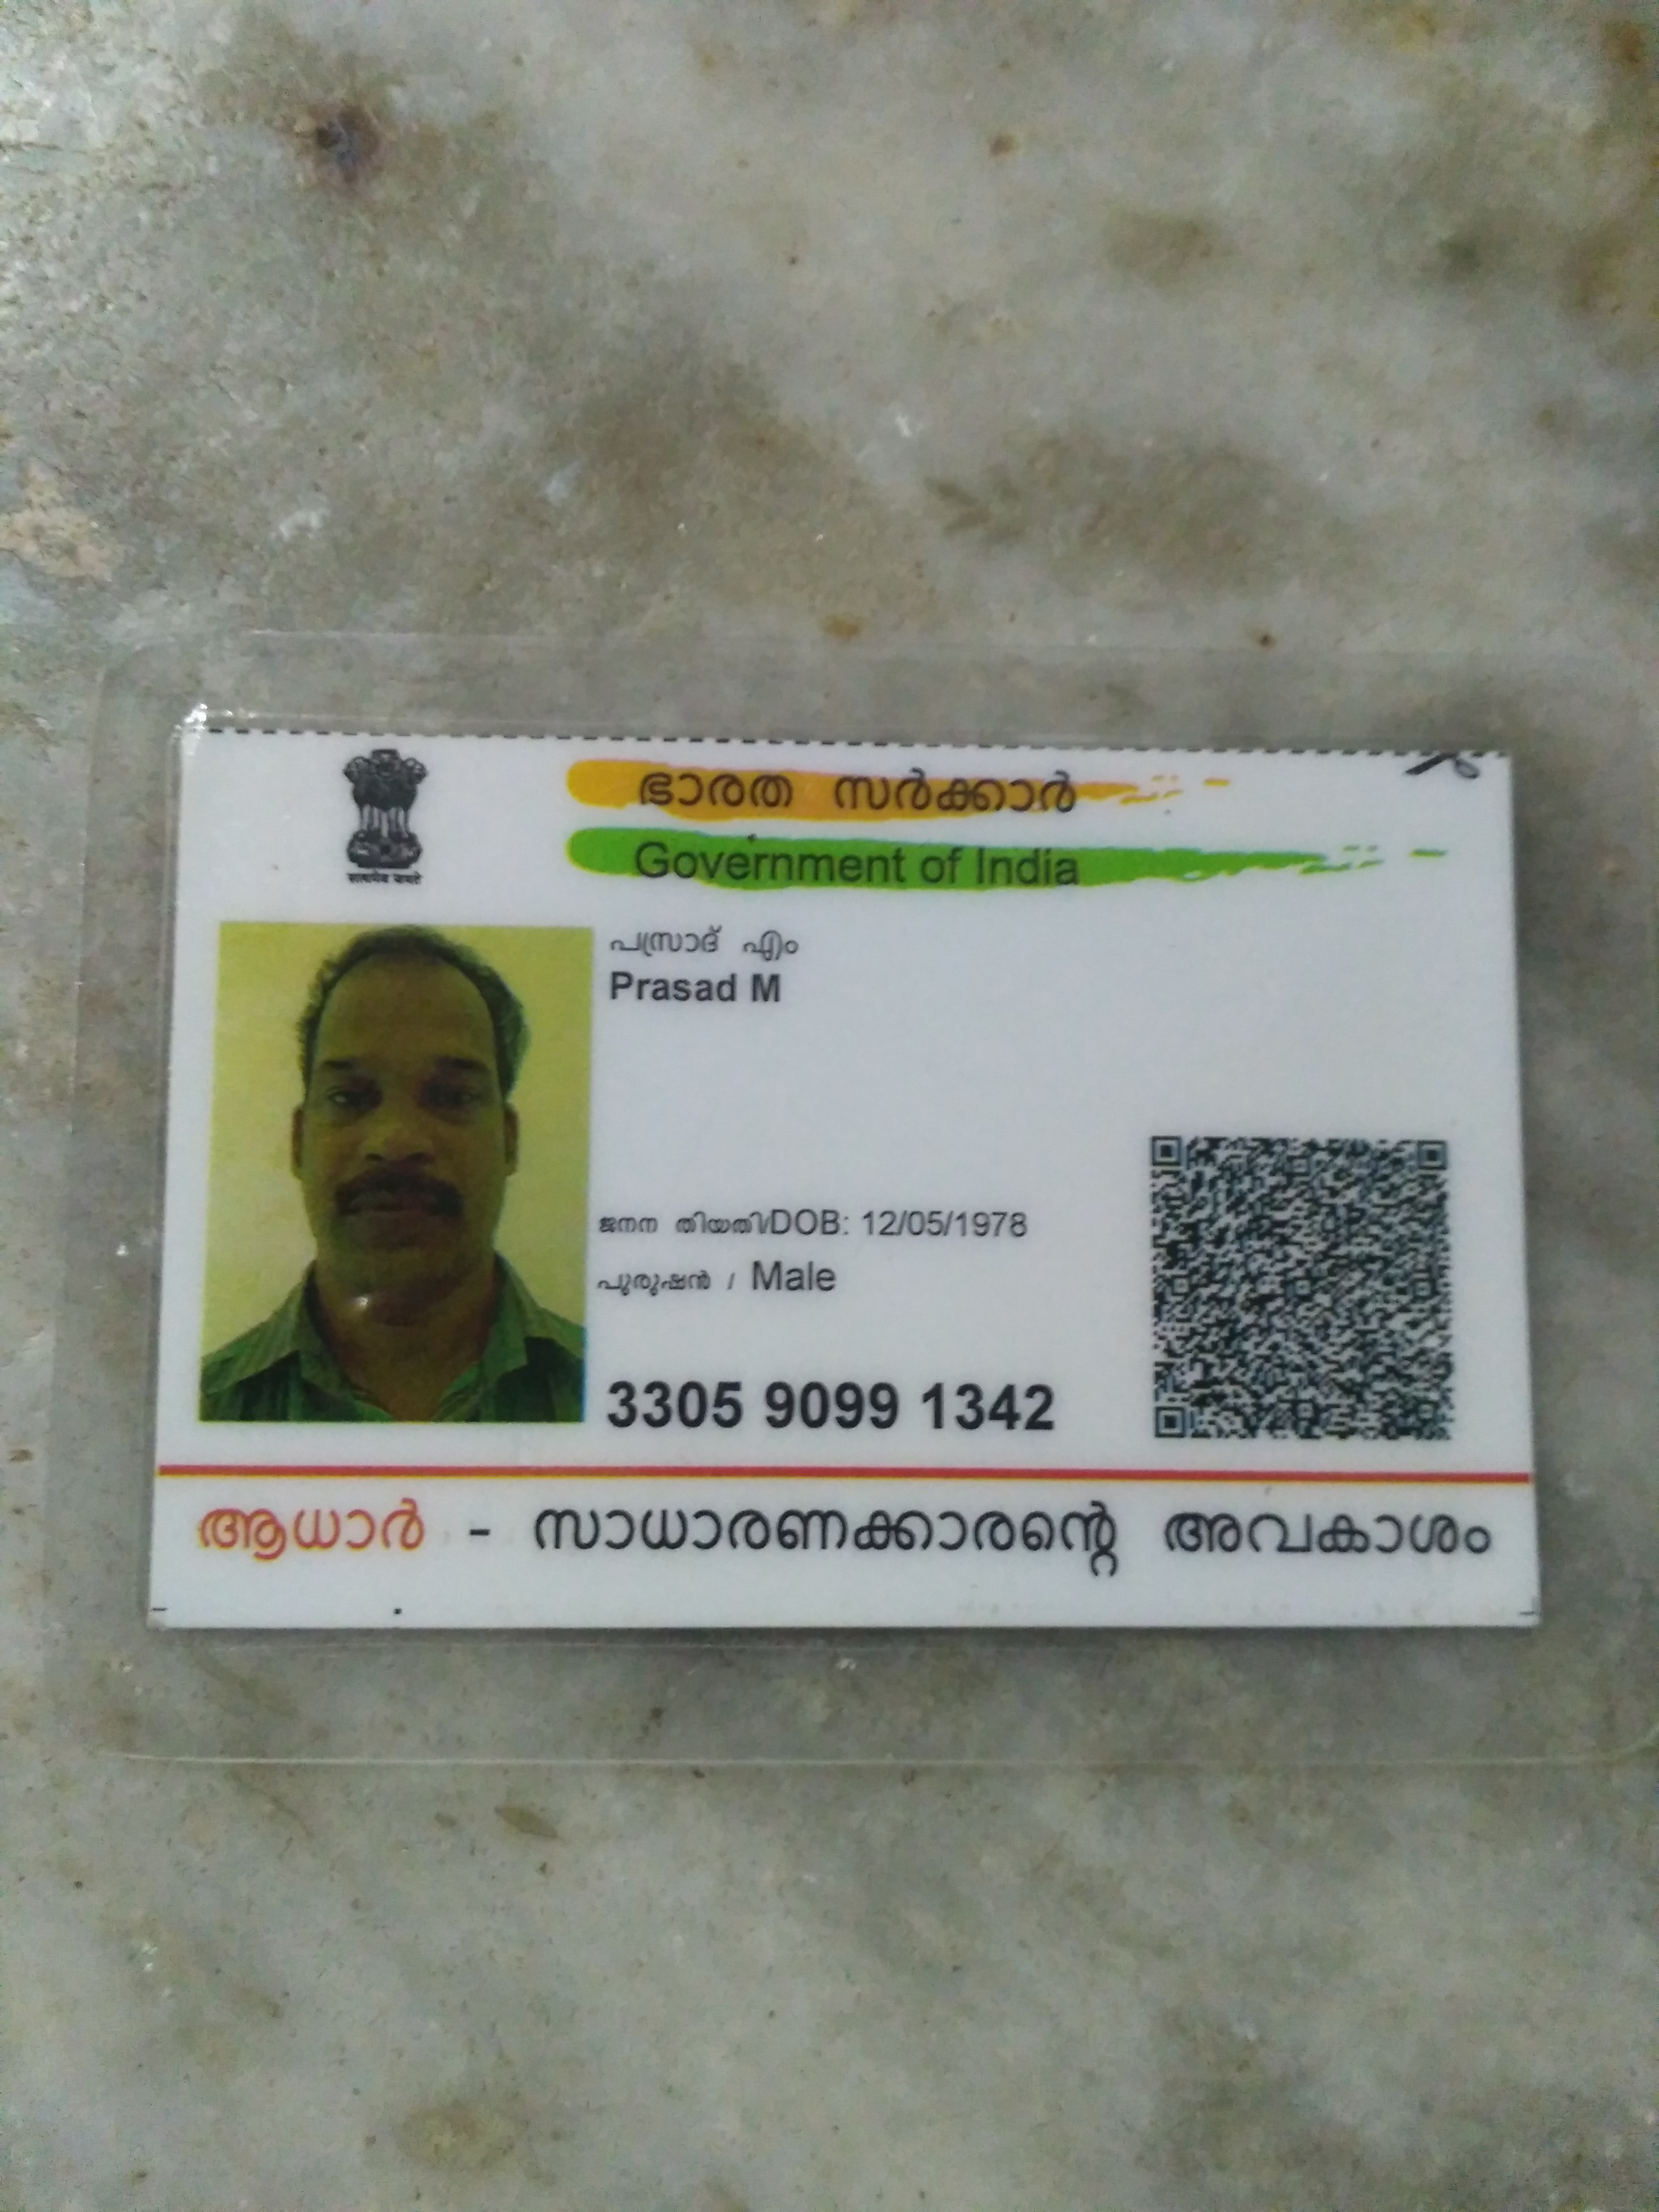 ഭാരത സർക്കാർ
Government of India
सत्यमेव जयते
പ്രസാദ് എം
Prasad M
ജനന തിയതി/DOB: 12/05/1978
പുരുഷൻ / Male
3305 9099 1342
ആധാർ - സാധാരണക്കാരന്റെ അവകാശം